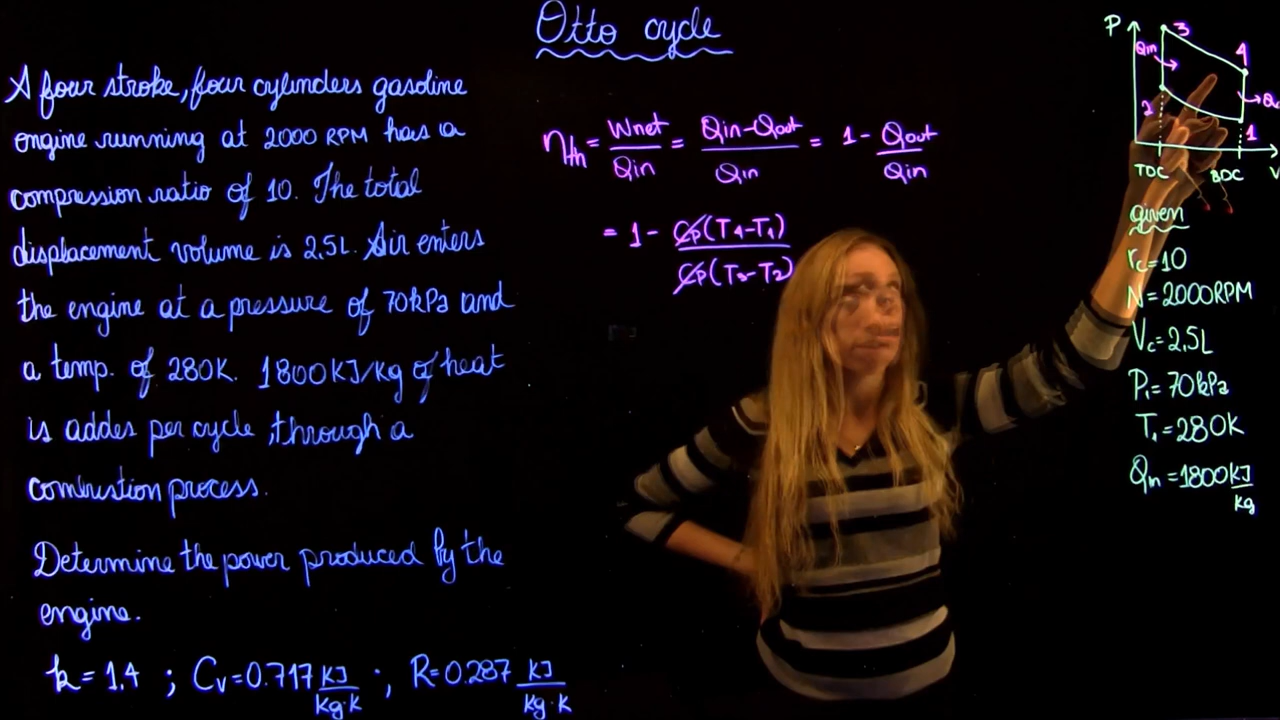 Otto cycle
A four stroke, four cylinders gasoline
engine running at 2000 RPM has a
compression ratio of 10. The total
displacement volume is 2,5L. Air enters
the engine at a pressure of 70kPa and
a temp. of 280K. 1800KJ/Kg of heat
is addes per cycle, through a
combustion process.
Determine the power produced by the
engine.
k = 1,4 ; Cv = 0.717 KJ/Kg·K ; R = 0.287 KJ/Kg·K
ηth = Wnet/Qin = Qin-Qout/Qin = 1 - Qout/Qin
= 1 - Cp(T4-T1)/Cp(T3-T2)
P
3
Qin
4
2
1
TDC BDC V
given
rc = 10
N = 2000RPM
Vc = 2,5L
P1 = 70kPa
T1 = 280K
Qin = 1800 KJ/Kg